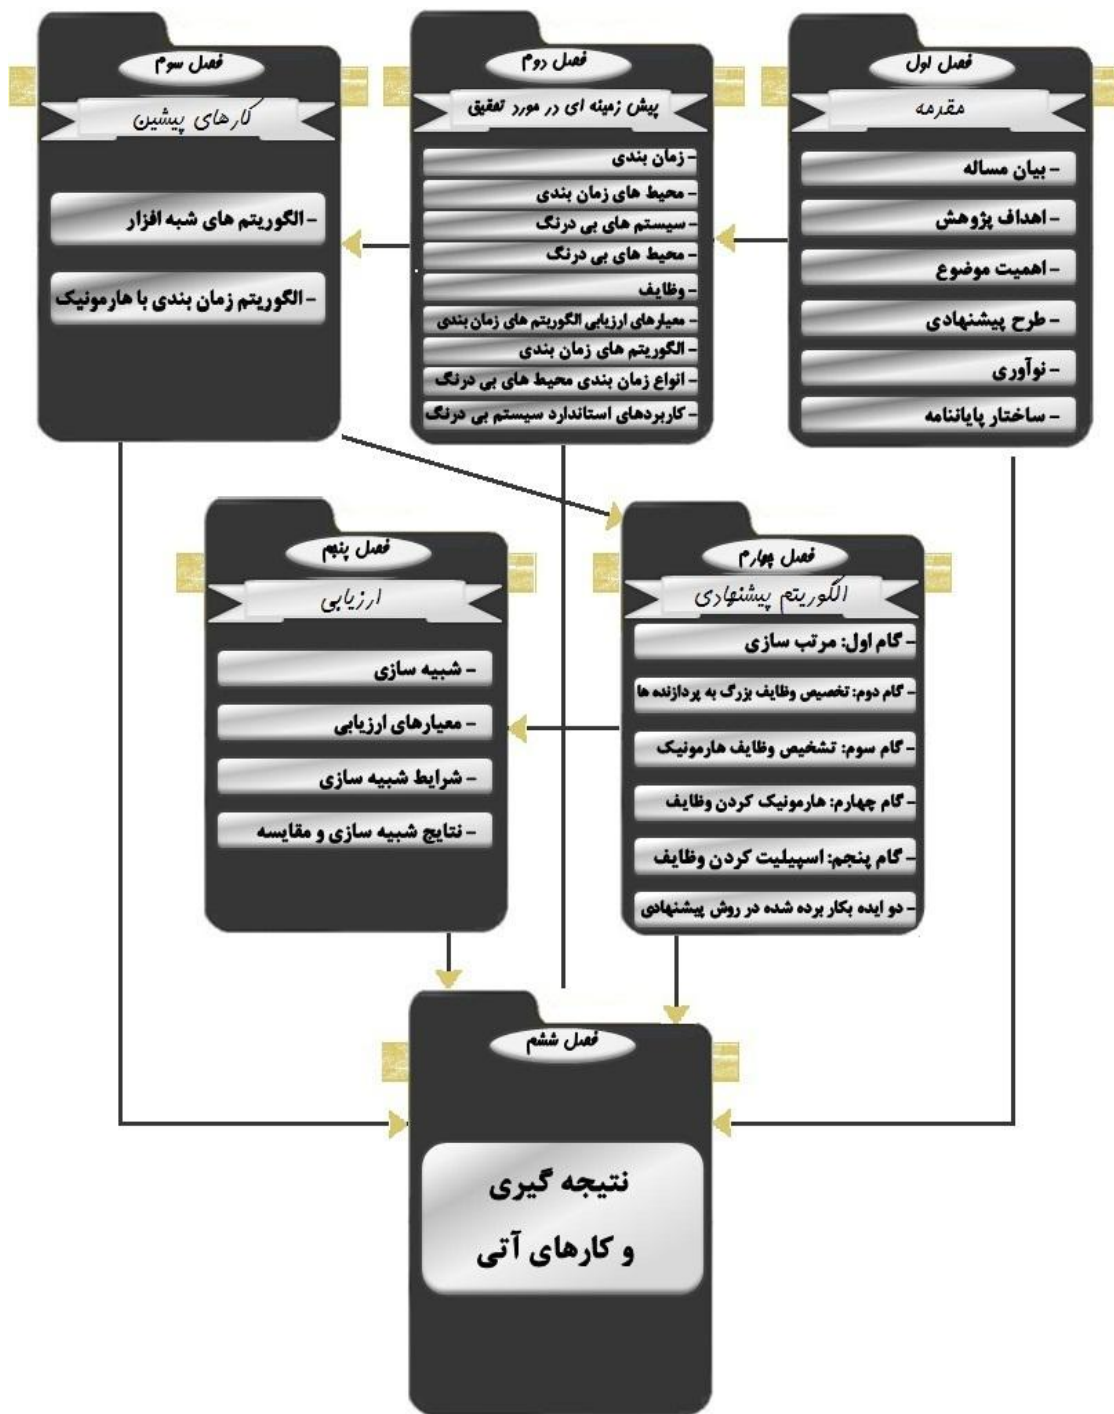 فصل اول
مقدمه
- بیان مساله
- اهداف پژوهش
- اهمیت موضوع
- طرح پیشنهادی
- نوآوری
- ساختار پایاننامه
فصل دوم
پیش زمینه ای در مورد تحقیق
- زمان بندی
- محیط های زمان بندی
- سیستم های بی درنگ
- محیط های بی درنگ
- وظایف
- معیارهای ارزیابی الگوریتم های زمان بندی
- الگوریتم های زمان بندی
- انواع زمان بندی محیط های بی درنگ
- کاربردهای استاندارد سیستم بی درنگ
فصل سوم
کارهای پیشین
- الگوریتم های شبه افزار
- الگوریتم زمان بندی با هارمونیک
فصل چهارم
الگوریتم پیشنهادی
- گام اول: مرتب سازی
- گام دوم: تخصیص وظایف بزرگ به پردازنده ها
- گام سوم: تشخیص وظایف هارمونیک
- گام چهارم: هارمونیک کردن وظایف
- گام پنجم: اسپیلیت کردن وظایف
- دو ایده بکار برده شده در روش پیشنهادی
فصل پنجم
ارزیابی
- شبیه سازی
- معیارهای ارزیابی
- شرایط شبیه سازی
- نتایج شبیه سازی و مقایسه
فصل ششم
نتیجه گیری
و کارهای آتی